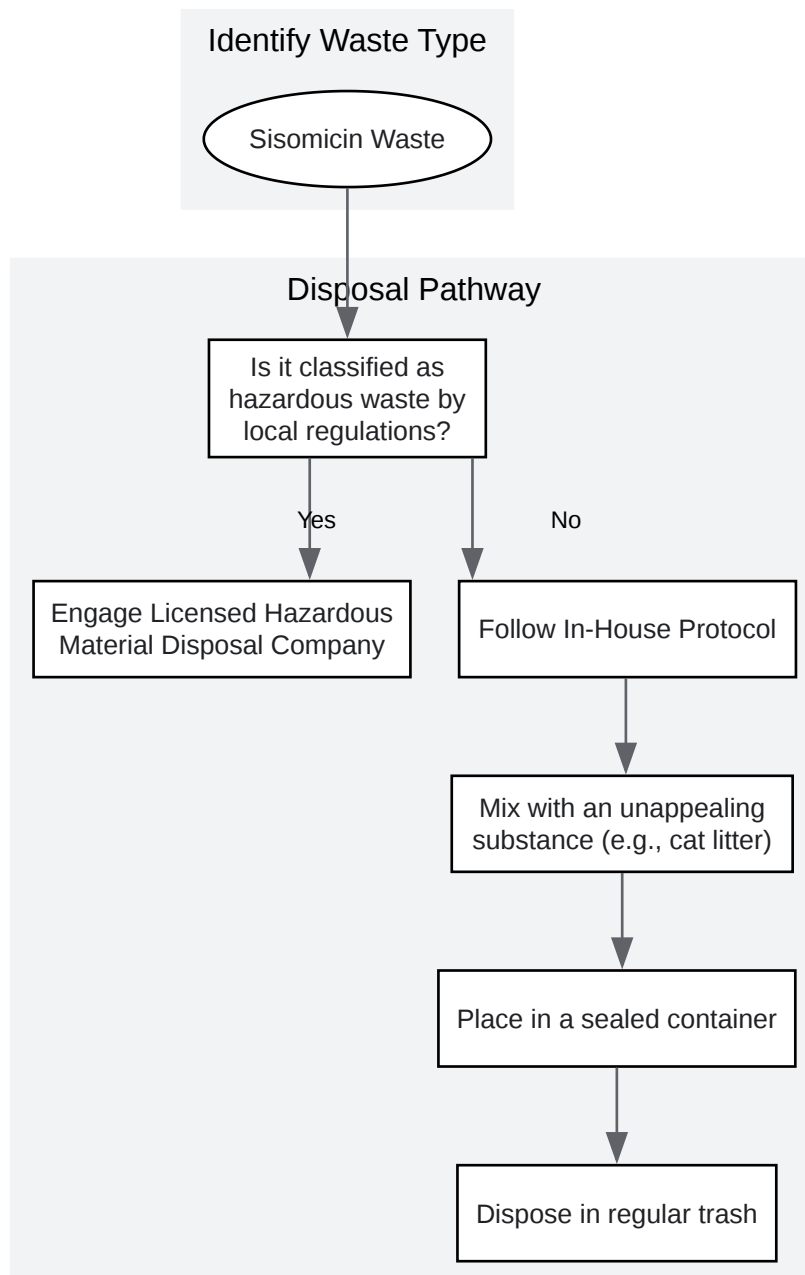 Identify Waste Type
Sisomicin Waste
Disposal Pathway
Is it classified as
hazardous waste by
local regulations?
Yes
No
Engage Licensed Hazardous
Material Disposal Company
Follow In-House Protocol
Mix with an unappealing
substance (e.g., cat litter)
Place in a sealed container
Dispose in regular trash